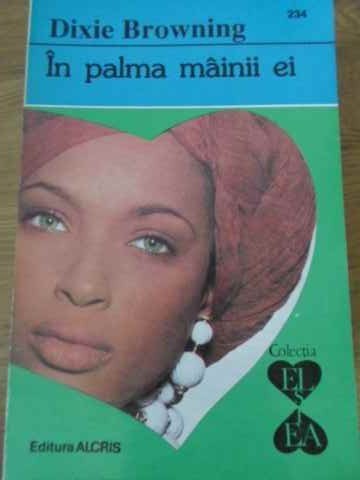 234
Dixie Browning
În palma mâinii ei
Colecția
EL
ȘI
EA
Editura ALCRIS